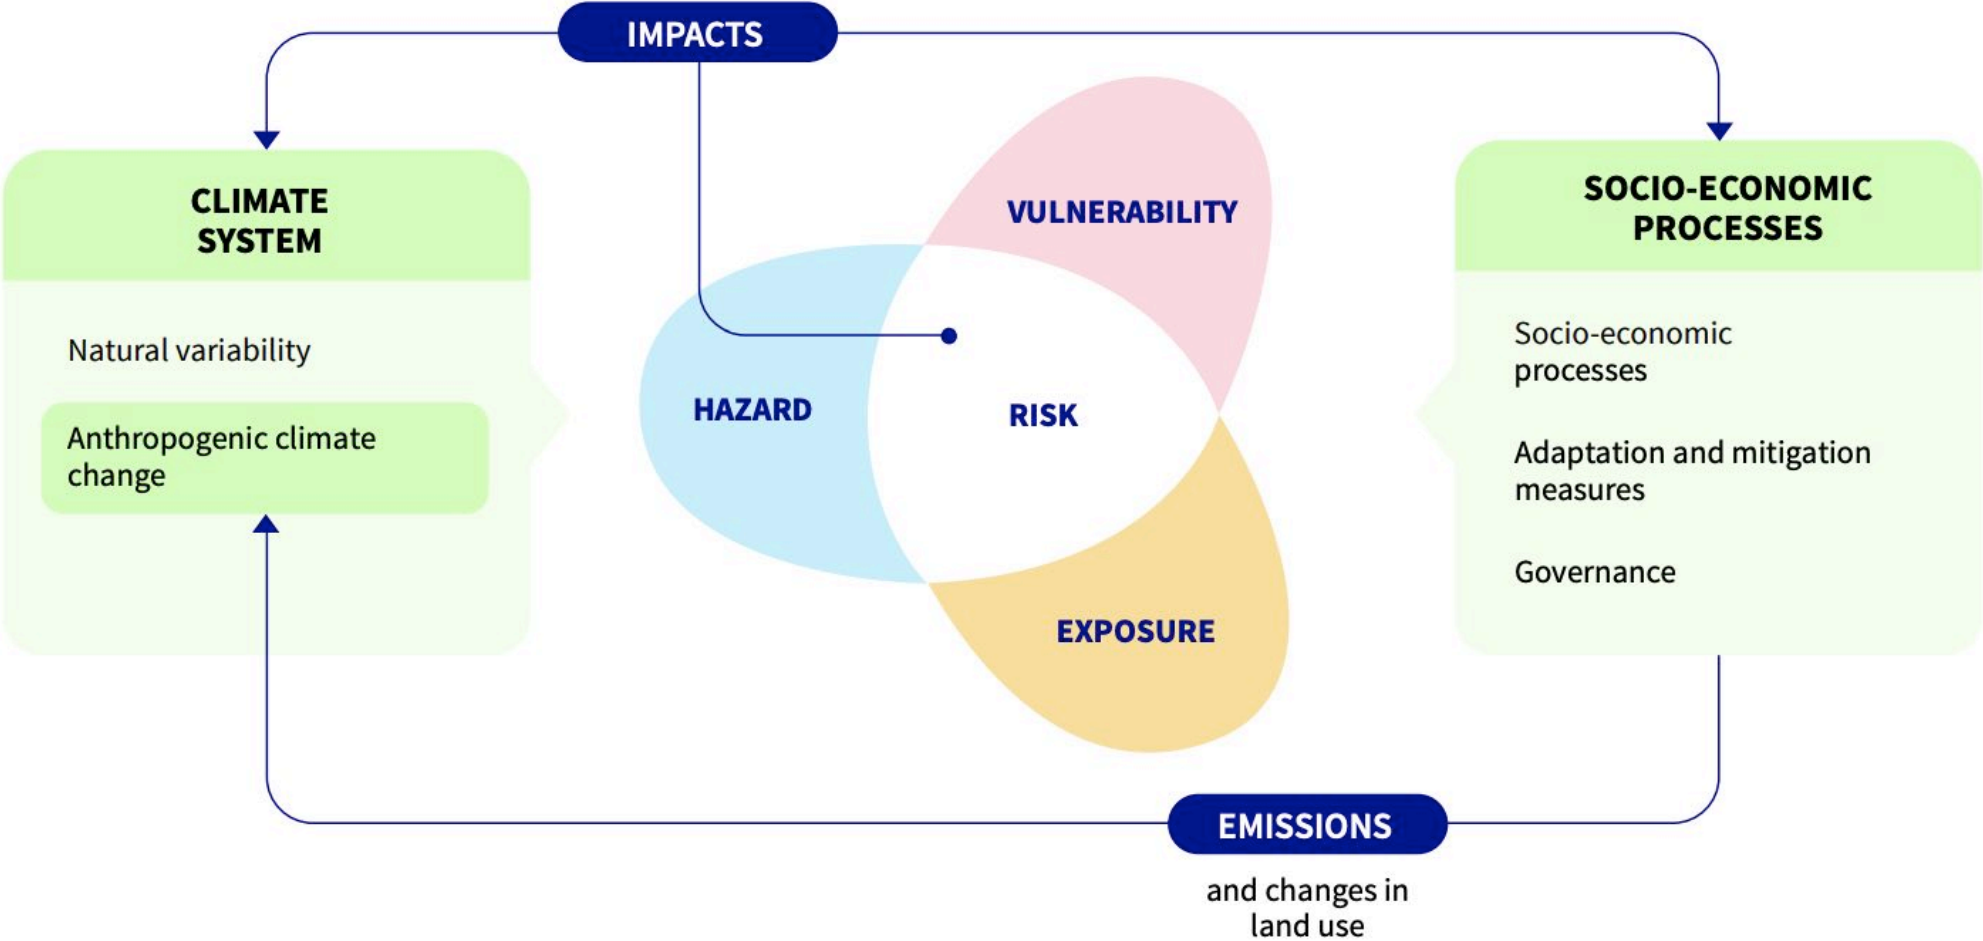 IMPACTS
CLIMATE
SYSTEM
Natural variability
Anthropogenic climate
change
VULNERABILITY
HAZARD
RISK
EXPOSURE
SOCIO-ECONOMIC
PROCESSES
Socio-economic
processes
Adaptation and mitigation
measures
Governance
EMISSIONS
and changes in
land use